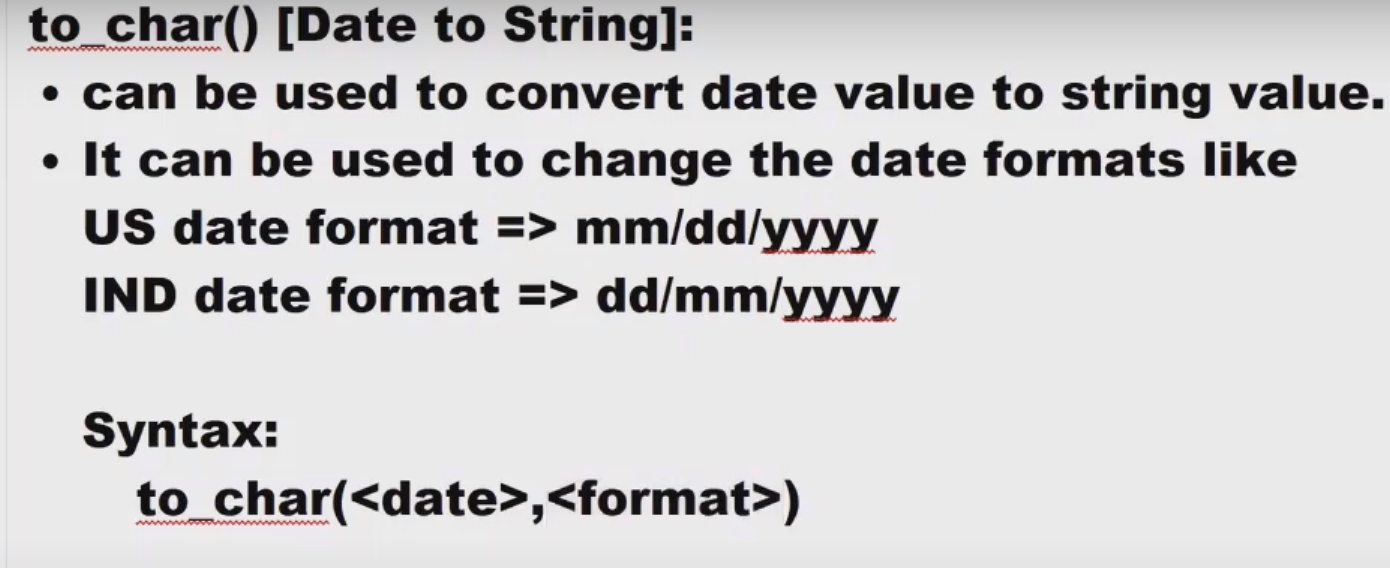 to_char() [Date to String]:
• can be used to convert date value to string value.
• It can be used to change the date formats like
US date format => mm/dd/yyyy
IND date format => dd/mm/yyyy
Syntax:
to_char(<date>,<format>)